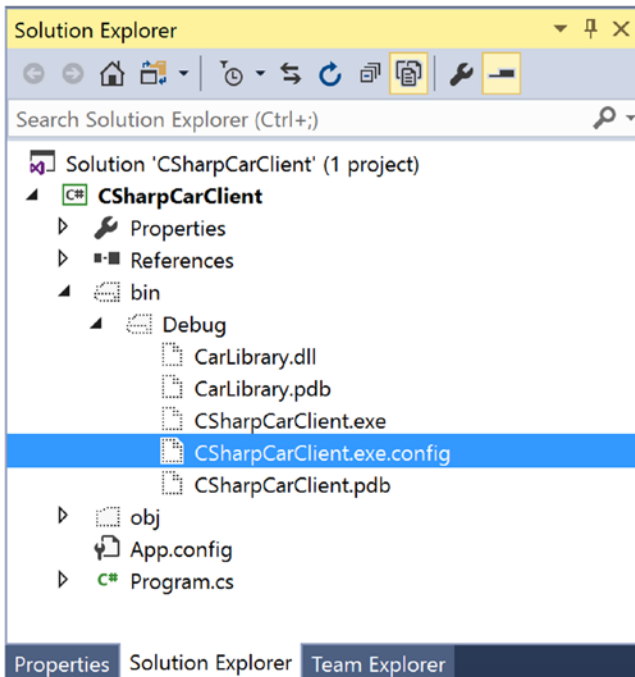 Solution Explorer
Search Solution Explorer (Ctrl+;)
Solution 'CSharpCarClient' (1 project)
C# CSharpCarClient
Properties
References
bin
Debug
CarLibrary.dll
CarLibrary.pdb
CSharpCarClient.exe
CSharpCarClient.exe.config
CSharpCarClient.pdb
obj
App.config
C# Program.cs
Properties Solution Explorer Team Explorer